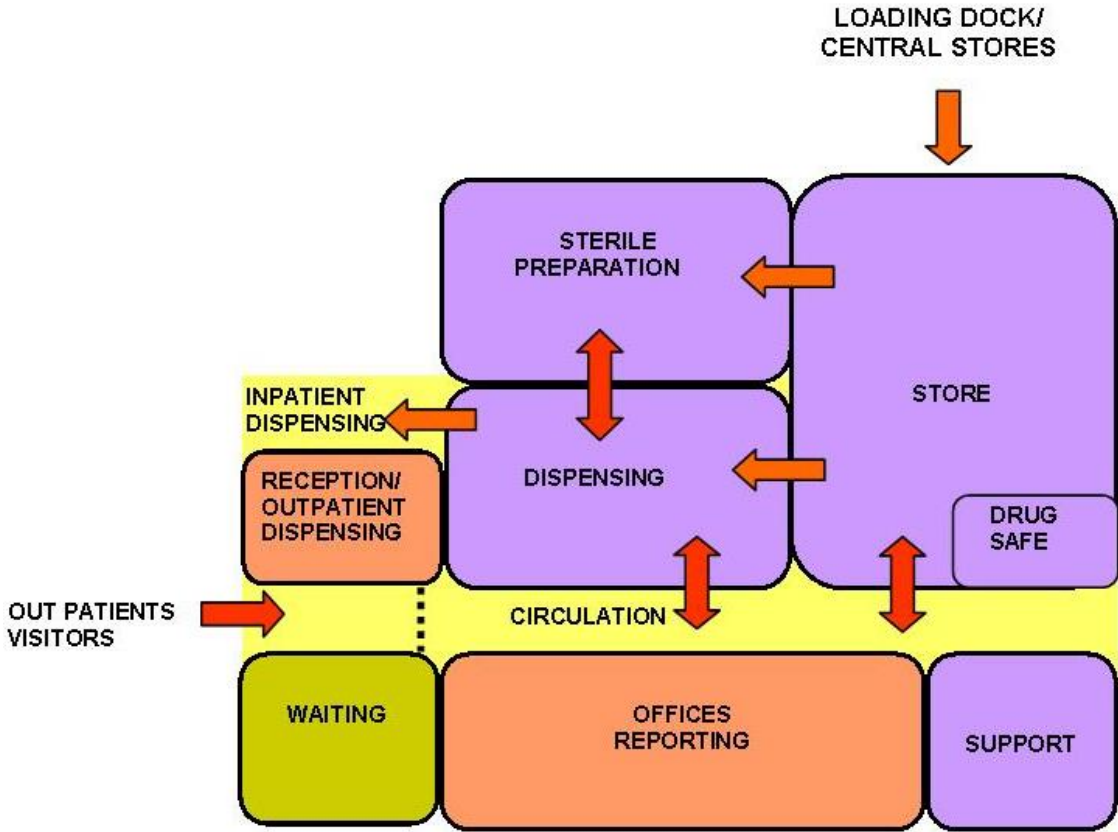 LOADING DOCK/
CENTRAL STORES
STERILE
PREPARATION
STORE
INPATIENT
DISPENSING
DISPENSING
RECEPTION/
OUTPATIENT
DISPENSING
DRUG
SAFE
OUT PATIENTS
VISITORS
CIRCULATION
WAITING
OFFICES
REPORTING
SUPPORT